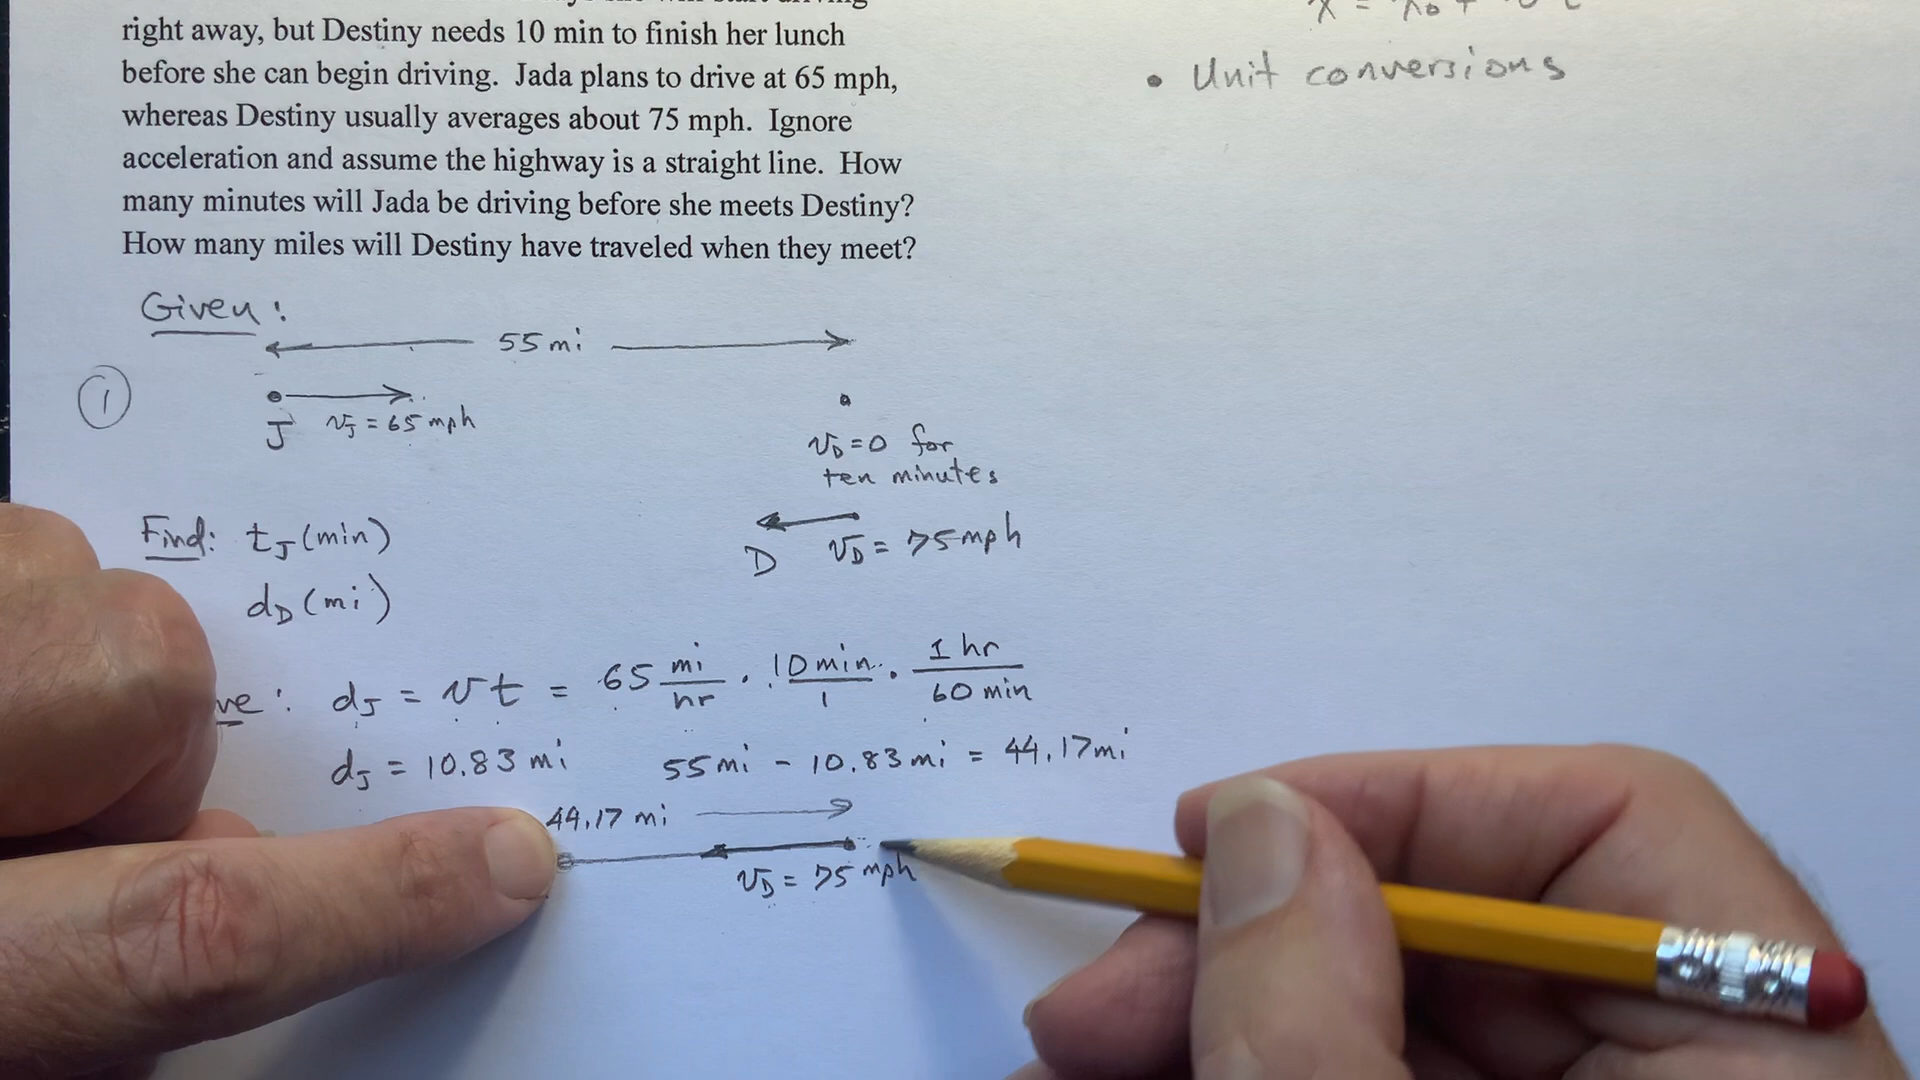 right away, but Destiny needs 10 min to finish her lunch
before she can begin driving. Jada plans to drive at 65 mph,
whereas Destiny usually averages about 75 mph. Ignore
acceleration and assume the highway is a straight line. How
many minutes will Jada be driving before she meets Destiny?
How many miles will Destiny have traveled when they meet?
• Unit conversions
Given:
55 mi
①
J v_J = 65 mph
v_D = 0 for
ten minutes
D v_D = 75 mph
Find: t_J (min)
d_D (mi)
ve: d_J = vt = 65 mi/hr · 10 min/1 · 1 hr/60 min
d_J = 10.83 mi 55 mi - 10.83 mi = 44.17 mi
44.17 mi
v_D = 75 mph